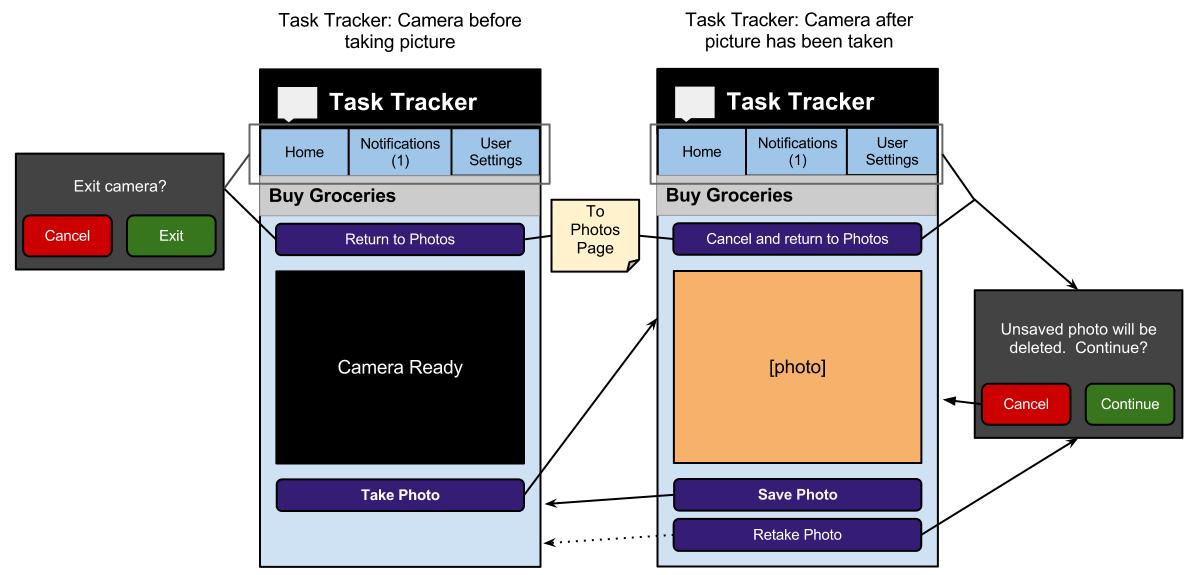 Task Tracker: Camera before
taking picture
Task Tracker: Camera after
picture has been taken
Task Tracker
Home
Notifications
(1)
User
Settings
Buy Groceries
Return to Photos
Camera Ready
Take Photo
Exit camera?
Cancel
Exit
To
Photos
Page
Task Tracker
Home
Notifications
(1)
User
Settings
Buy Groceries
Cancel and return to Photos
[photo]
Save Photo
Retake Photo
Unsaved photo will be
deleted.  Continue?
Cancel
Continue